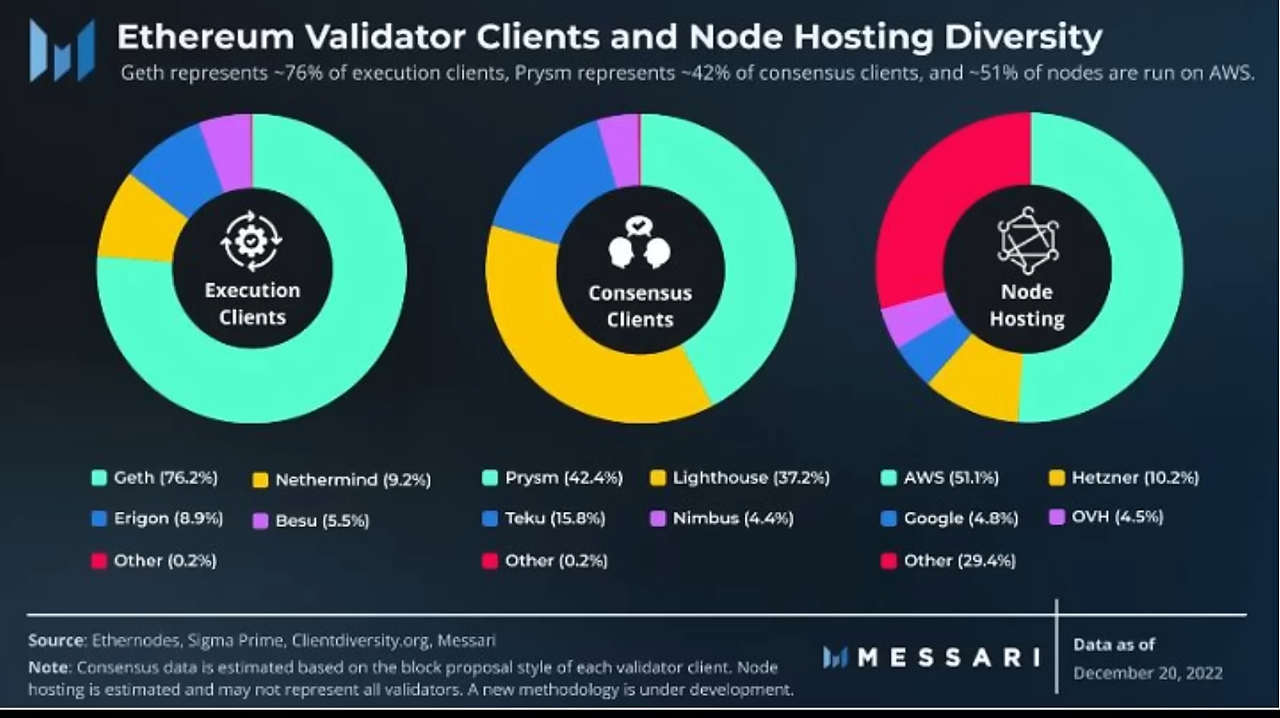 Ethereum Validator Clients and Node Hosting Diversity
Geth represents ~76% of execution clients, Prysm represents ~42% of consensus clients, and ~51% of nodes are run on AWS.
Execution
Clients
Consensus
Clients
Node
Hosting
Geth (76.2%)
Nethermind (9.2%)
Erigon (8.9%)
Besu (5.5%)
Other (0.2%)
Prysm (42.4%)
Lighthouse (37.2%)
Teku (15.8%)
Nimbus (4.4%)
Other (0.2%)
AWS (51.1%)
Hetzner (10.2%)
Google (4.8%)
OVH (4.5%)
Other (29.4%)
Source: Ethernodes, Sigma Prime, Clientdiversity.org, Messari
Note: Consensus data is estimated based on the block proposal style of each validator client. Node
hosting is estimated and may not represent all validators. A new methodology is under development.
MESSARI
Data as of
December 20, 2022